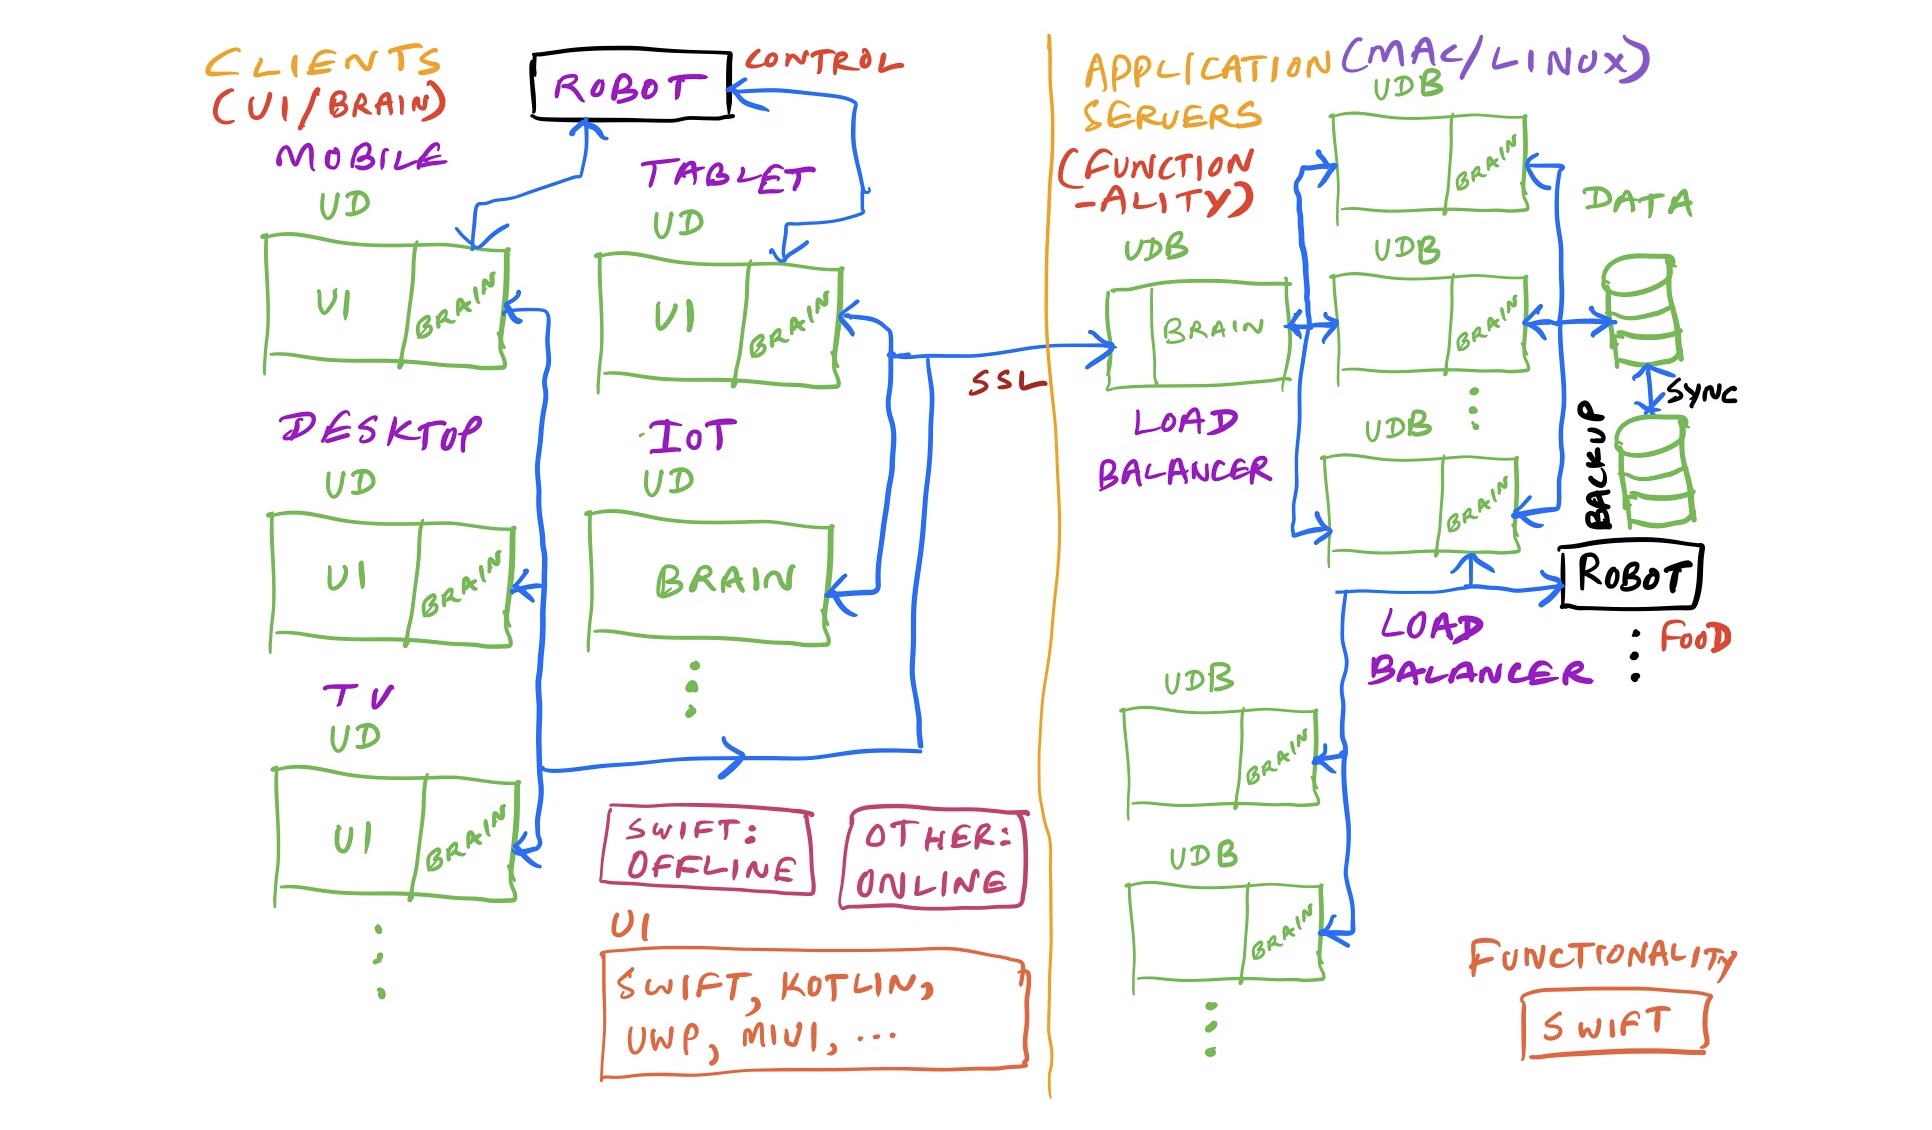 CLIENTS
(UI/BRAIN)
ROBOT
CONTROL
MOBILE
UD
UI
BRAIN
TABLET
UD
UI
BRAIN
DESKTOP
UD
UI
BRAIN
IOT
UD
BRAIN
TV
UD
UI
BRAIN
SWIFT:
OFFLINE
OTHER:
ONLINE
UI
SWIFT, KOTLIN,
UWP, MIUI, ...
SSL
APPLICATION (MAC/LINUX)
SERVERS
(FUNCTION
-ALITY)
UDB
BRAIN
LOAD
BALANCER
UDB
BRAIN
UDB
BRAIN
UDB
BRAIN
DATA
SYNC
BACKUP
ROBOT
FOOD
LOAD
BALANCER
UDB
BRAIN
UDB
BRAIN
FUNCTIONALITY
SWIFT